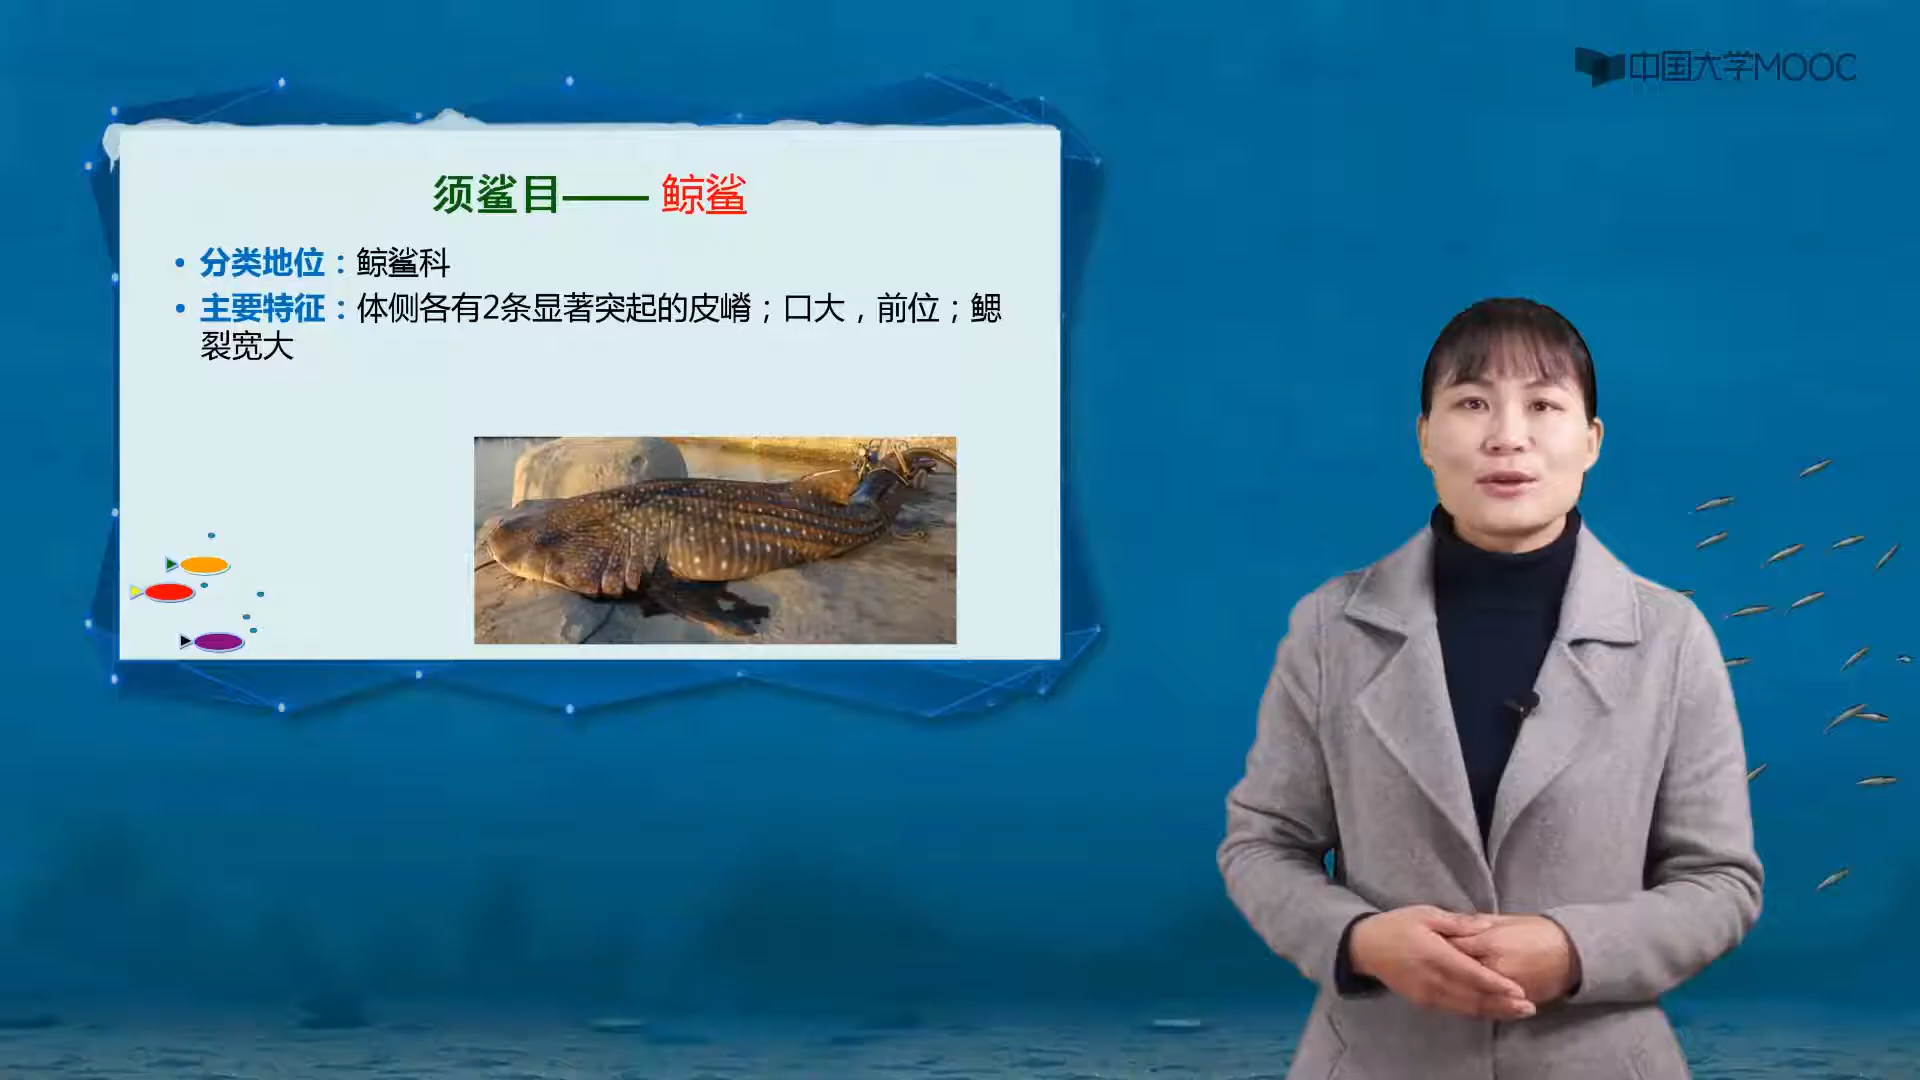 中国大学MOOC
须鲨目—— 鲸鲨
• 分类地位：鲸鲨科
• 主要特征：体侧各有2条显著突起的皮嵴；口大，前位；鳃
裂宽大